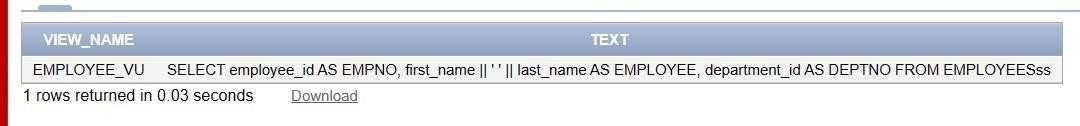 VIEW_NAME TEXT
EMPLOYEE_VU SELECT employee_id AS EMPNO, first_name || ' ' || last_name AS EMPLOYEE, department_id AS DEPTNO FROM EMPLOYEESss
1 rows returned in 0.03 seconds Download